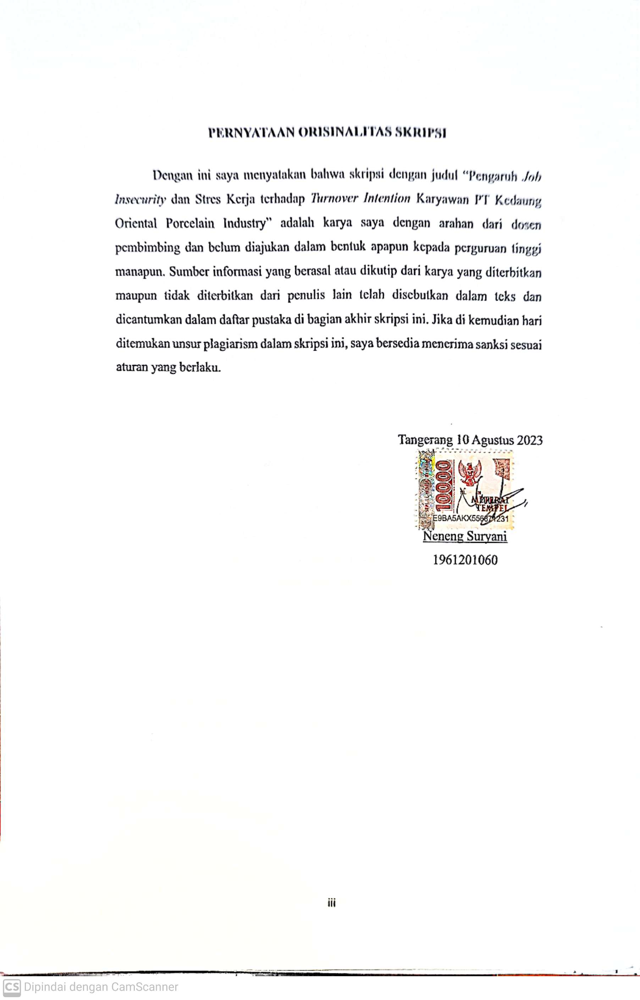 PERNYATAAN ORISINALITAS SKRIPSI
Dengan ini saya menyatakan bahwa skripsi dengan judul “Pengaruh Job
Insecurity dan Stres Kerja terhadap Turnover Intention Karyawan PT Kedaung
Oriental Porcelain Industry” adalah karya saya dengan arahan dari dosen
pembimbing dan belum diajukan dalam bentuk apapun kepada perguruan tinggi
manapun. Sumber informasi yang berasal atau dikutip dari karya yang diterbitkan
maupun tidak diterbitkan dari penulis lain telah disebutkan dalam teks dan
dicantumkan dalam daftar pustaka di bagian akhir skripsi ini. Jika di kemudian hari
ditemukan unsur plagiarism dalam skripsi ini, saya bersedia menerima sanksi sesuai
aturan yang berlaku.
Tangerang 10 Agustus 2023
10000
METERAI
TEMPEL
E9BA5AKX556871231
Neneng Suryani
1961201060
iii
CS Dipindai dengan CamScanner